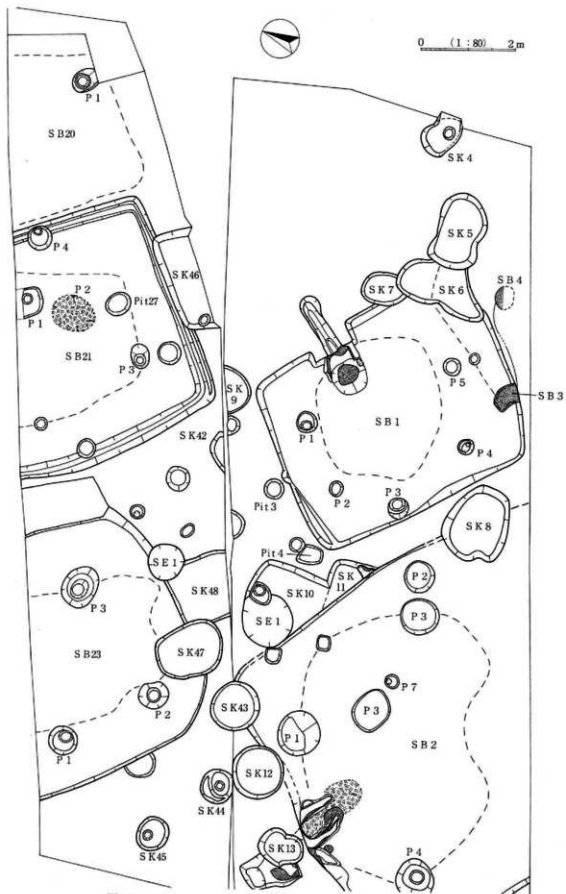 0 (1:80) 2m
P1
SB20
SK4
P4
SK5
SK46
P2
Pit27
P1
SK7
SK6
SB4
SB21
P3
P5
SB3
SK
9
SB1
P1
SK42
P4
Pit3
P2
P3
SK8
Pit4
SE1
SK
11
P2
P3
SK48
SK10
SE1
P3
SB23
SK47
P7
P2
SK43
P3
P1
P1
SB2
SK12
SK44
SK45
SK13
P4